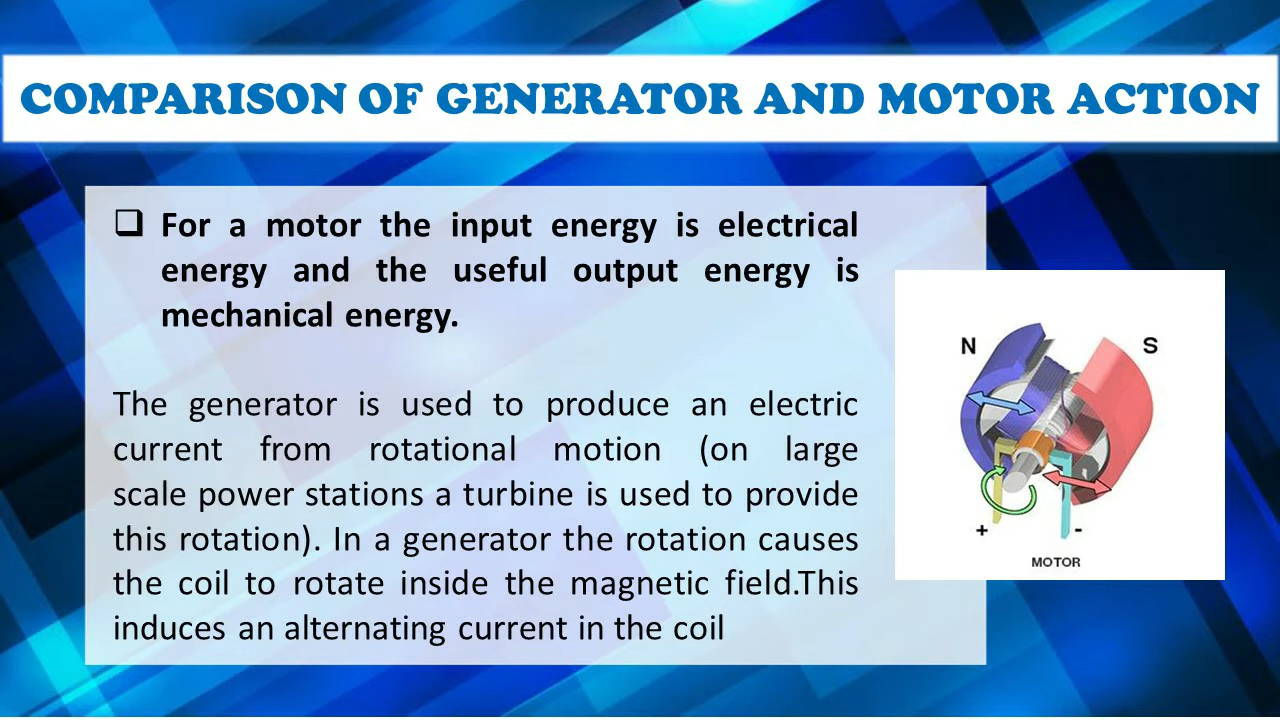 COMPARISON OF GENERATOR AND MOTOR ACTION
❑ For a motor the input energy is electrical
energy and the useful output energy is
mechanical energy.
The generator is used to produce an electric
current from rotational motion (on large
scale power stations a turbine is used to provide
this rotation). In a generator the rotation causes
the coil to rotate inside the magnetic field.This
induces an alternating current in the coil
N S
+ -
MOTOR